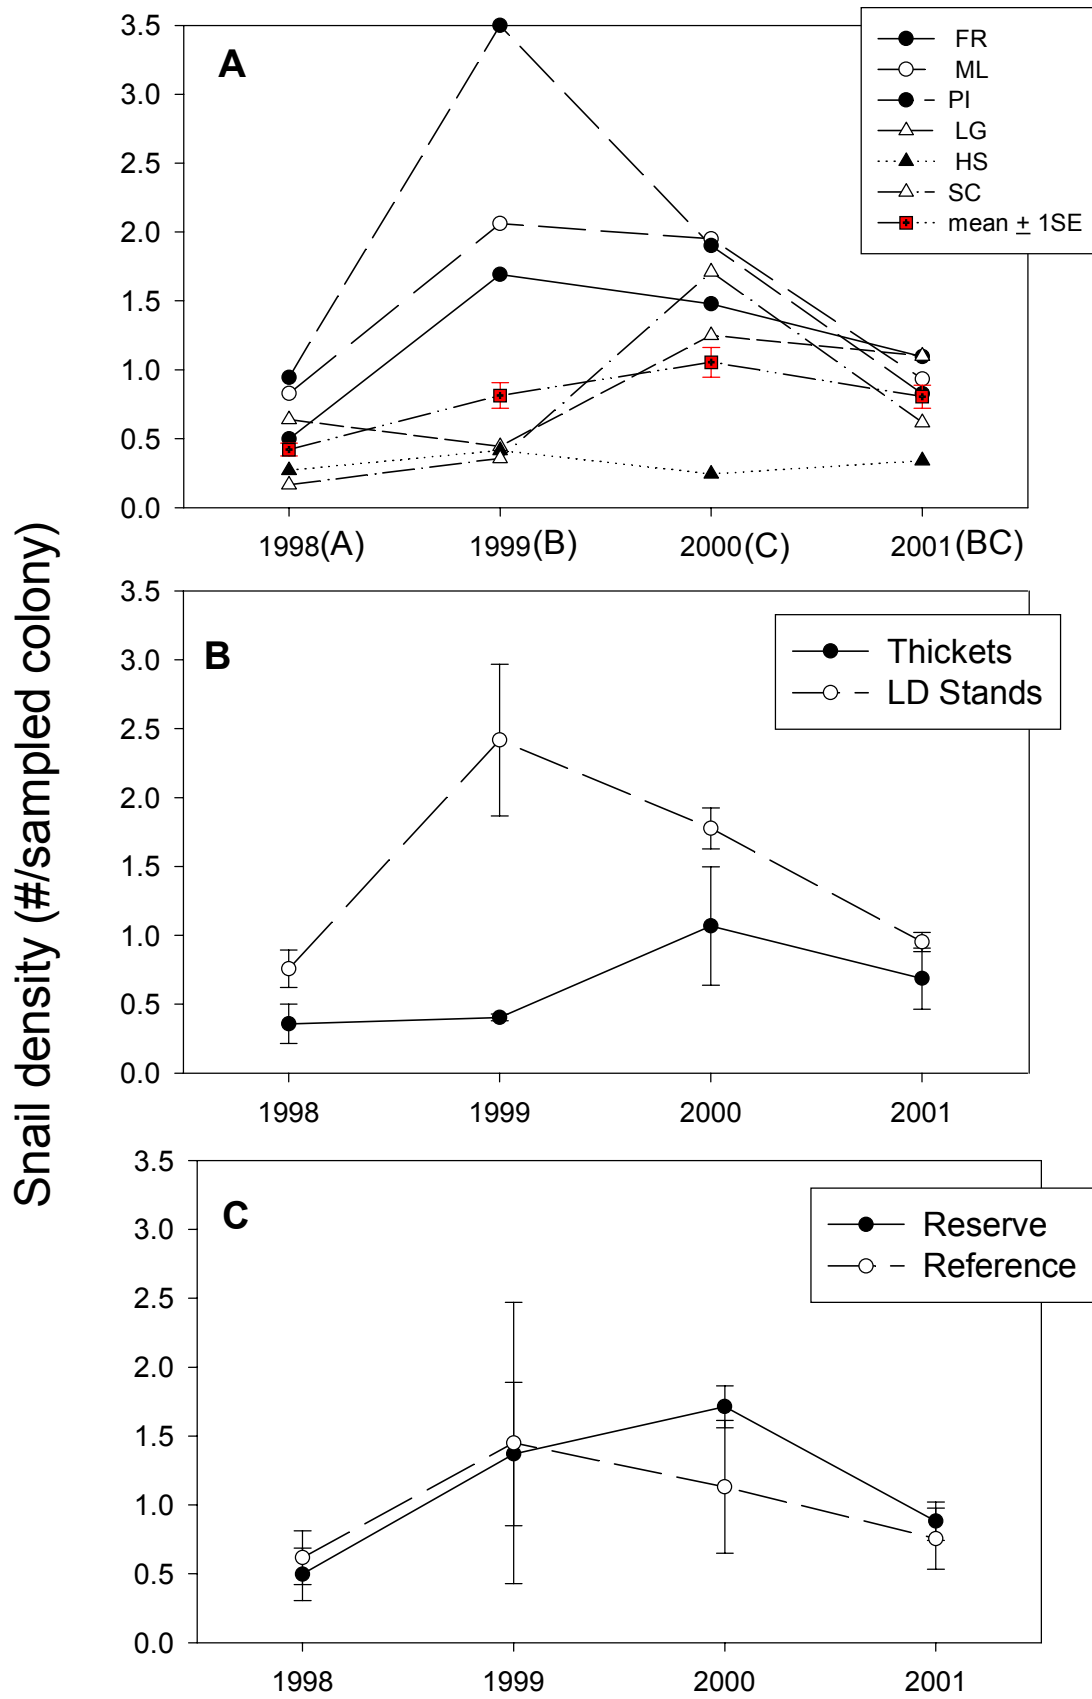 Snail density (#/sampled colony)
A
3.5
3.0
2.5
2.0
1.5
1.0
0.5
0.0
FR
ML
PI
LG
HS
SC
mean ± 1SE
1998(A) 1999(B) 2000(C) 2001(BC)
B
3.5
3.0
2.5
2.0
1.5
1.0
0.5
0.0
Thickets
LD Stands
1998 1999 2000 2001
C
3.5
3.0
2.5
2.0
1.5
1.0
0.5
0.0
Reserve
Reference
1998 1999 2000 2001